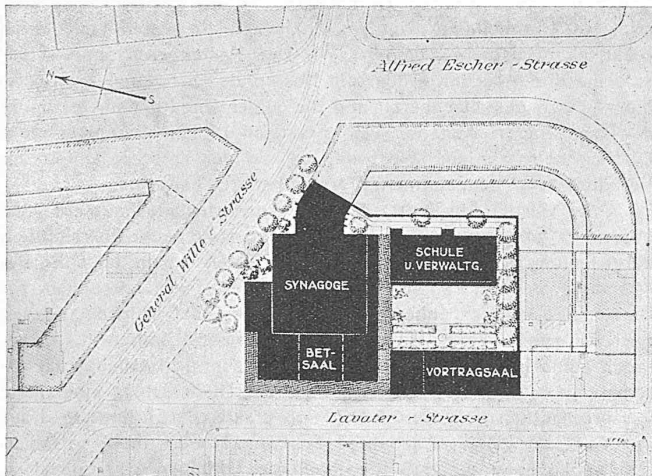 Alfred Escher - Strasse
N
S
General Wille - Strasse
SCHULE
U. VERWALTG.
SYNAGOGE
BET-
SAAL
VORTRAGSAAL
Lavater - Strasse